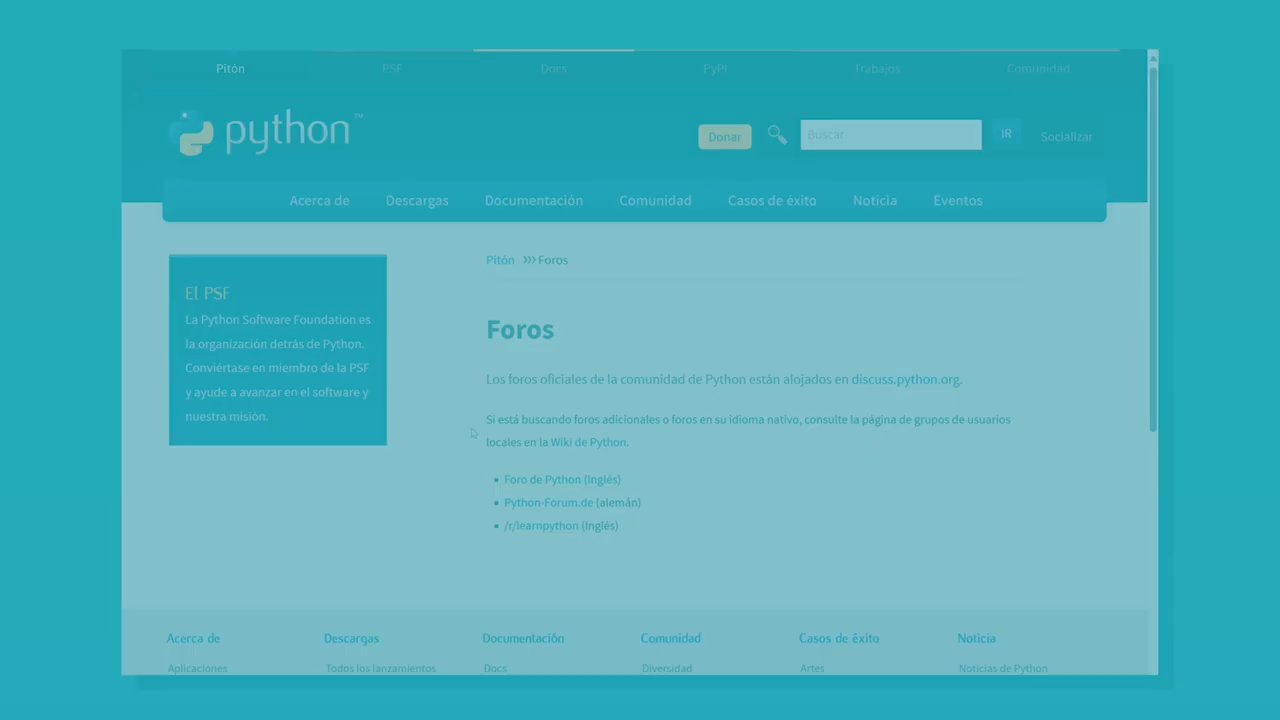 Pitón PSF Docs PyPI Trabajos Comunidad
python™
Donar Buscar IR Socializar
Acerca de Descargas Documentación Comunidad Casos de éxito Noticia Eventos
Pitón >>> Foros
El PSF
La Python Software Foundation es
la organización detrás de Python.
Conviértase en miembro de la PSF
y ayude a avanzar en el software y
nuestra misión.
Foros
Los foros oficiales de la comunidad de Python están alojados en discuss.python.org.
Si está buscando foros adicionales o foros en su idioma nativo, consulte la página de grupos de usuarios
locales en la Wiki de Python.
• Foro de Python (Inglés)
• Python-Forum.de (alemán)
• /r/learnpython (Inglés)
Acerca de Descargas Documentación Comunidad Casos de éxito Noticia
Aplicaciones Todos los lanzamientos Docs Diversidad Artes Noticias de Python